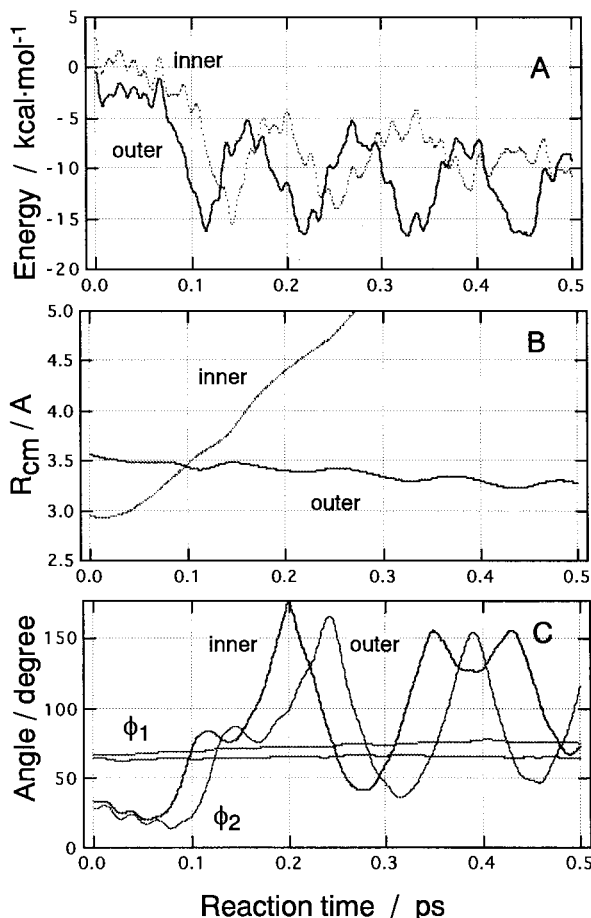 5
0
-5
-10
-15
-20
Energy / kcal·mol⁻¹
inner
outer
A
0.0
0.1
0.2
0.3
0.4
0.5
5.0
4.5
4.0
3.5
3.0
2.5
Rcm / A
inner
outer
B
0.0
0.1
0.2
0.3
0.4
0.5
150
100
50
0
Angle / degree
inner
outer
C
ϕ₁
ϕ₂
0.0
0.1
0.2
0.3
0.4
0.5
Reaction time / ps